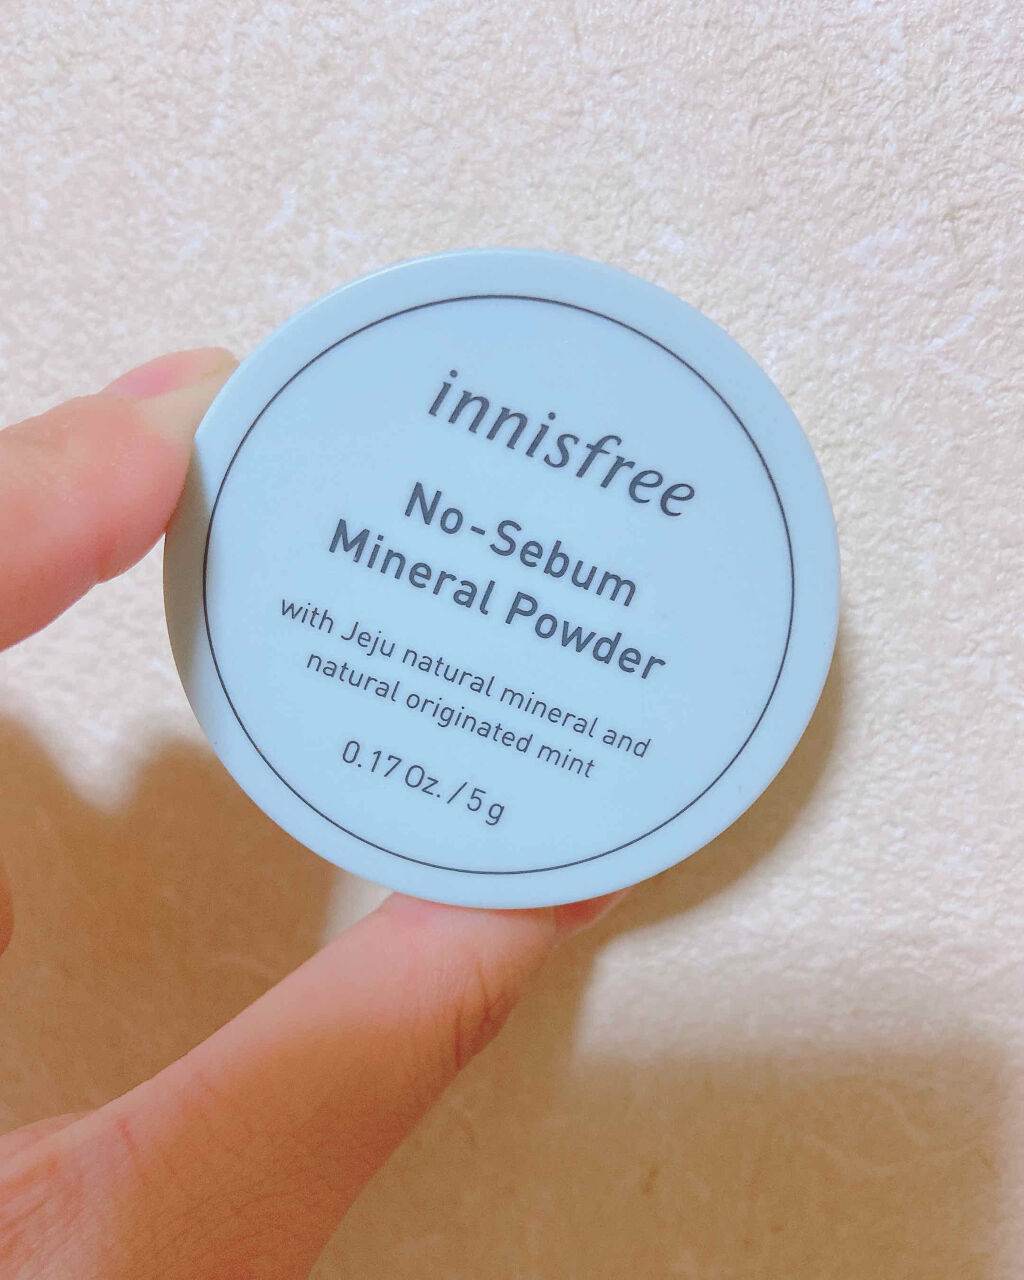 innisfree
No-Sebum
Mineral Powder
with Jeju natural mineral and
natural originated mint
0.17 Oz. / 5 g